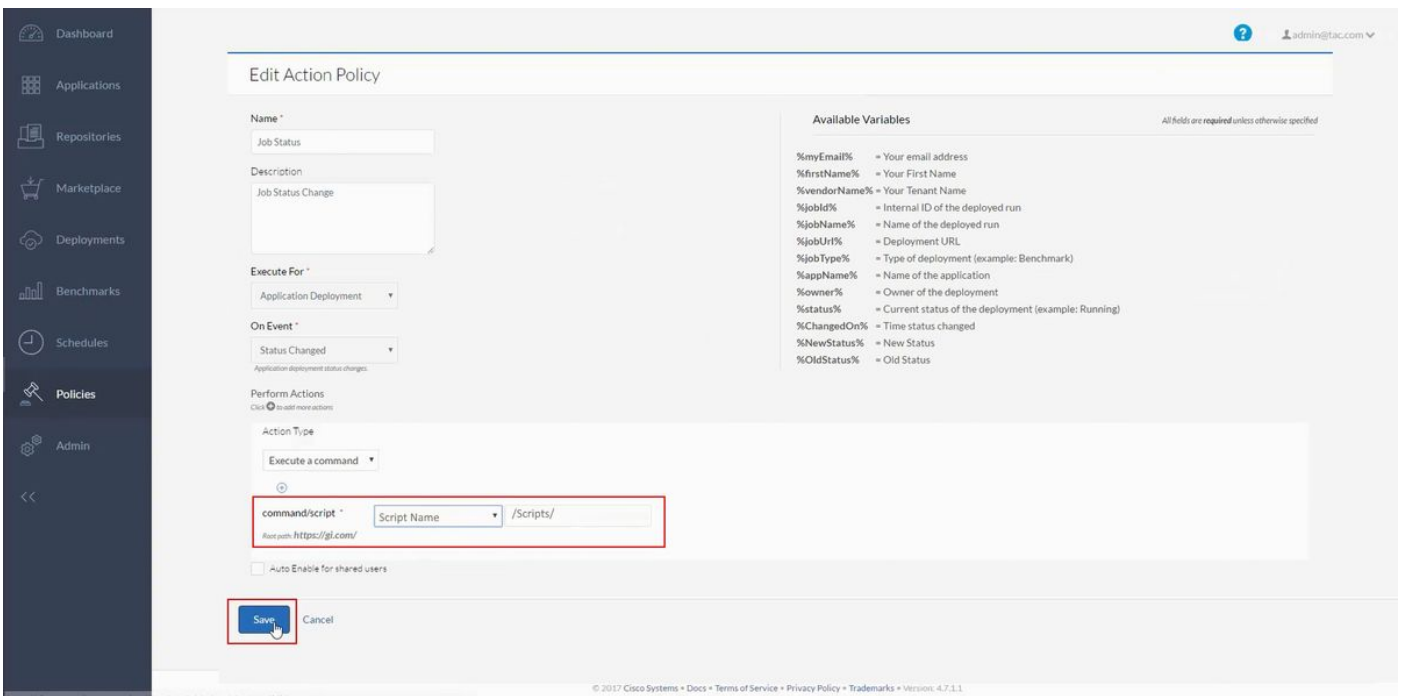 Dashboard
Applications
Repositories
Marketplace
Deployments
Benchmarks
Schedules
Policies
Admin
<<
?
admin@tac.com
Edit Action Policy
Name *
Job Status
Description
Job Status Change
Execute For *
Application Deployment
On Event *
Status Changed
Application deployment status changes.
Available Variables
All fields are required unless otherwise specified
%myEmail% = Your email address
%firstName% = Your First Name
%vendorName% = Your Tenant Name
%jobId% = Internal ID of the deployed run
%jobName% = Name of the deployed run
%jobUrl% = Deployment URL
%jobType% = Type of deployment (example: Benchmark)
%appName% = Name of the application
%owner% = Owner of the deployment
%status% = Current status of the deployment (example: Running)
%ChangedOn% = Time status changed
%NewStatus% = New Status
%OldStatus% = Old Status
Perform Actions
Click to add more actions
Action Type
Execute a command
command/script *
Script Name
/Scripts/
Root path: https://gi.com/
Auto Enable for shared users
Save
Cancel
© 2017 Cisco Systems • Docs • Terms of Service • Privacy Policy • Trademarks • Version: 4.7.1.1